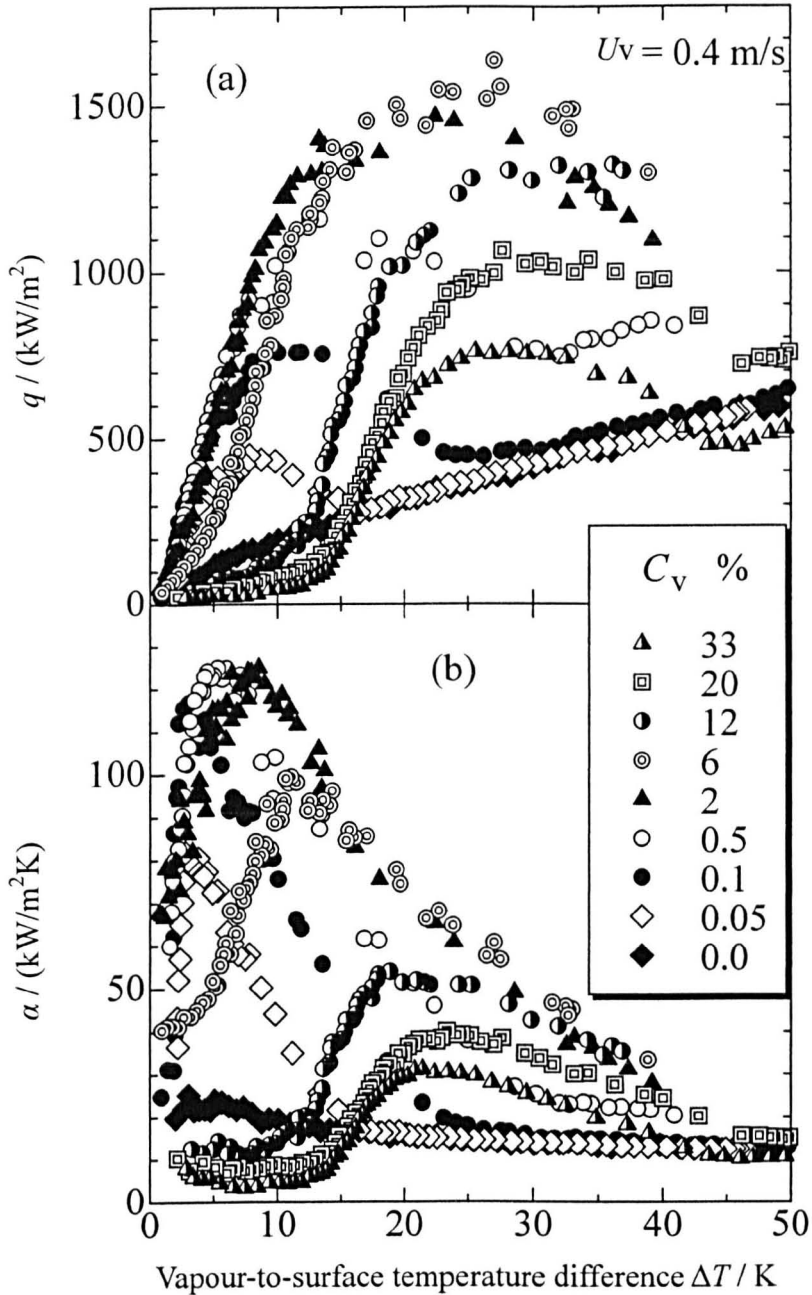 (a)
Uv = 0.4 m/s
1500
1000
500
0
q / (kW/m²)
Cv %
33
20
12
6
2
0.5
0.1
0.05
0.0
(b)
100
50
0
α / (kW/m²K)
0 10 20 30 40 50
Vapour-to-surface temperature difference ΔT / K